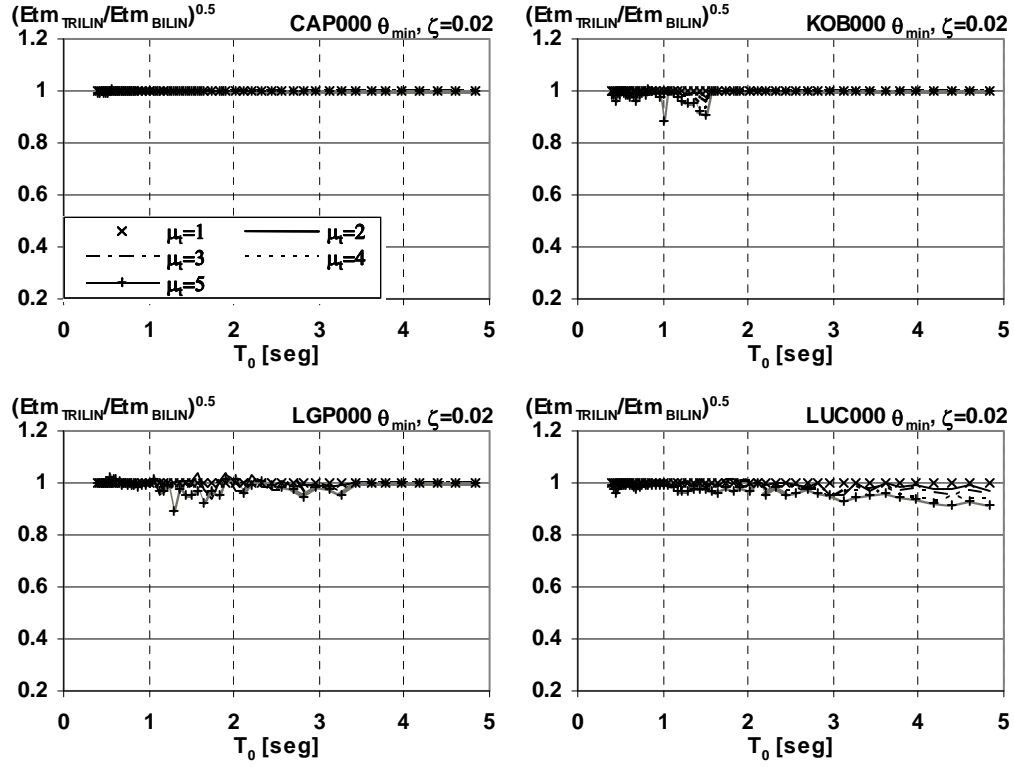 (Etm TRILIN/Etm BILIN)0.5 CAP000 θmin, ζ=0.02
1.2
1
0.8
0.6
0.4
0.2
μt=1 μt=2
μt=3 μt=4
μt=5
0 1 2 3 4 5
T0 [seg]
(Etm TRILIN/Etm BILIN)0.5 KOB000 θmin, ζ=0.02
1.2
1
0.8
0.6
0.4
0.2
0 1 2 3 4 5
T0 [seg]
(Etm TRILIN/Etm BILIN)0.5 LGP000 θmin, ζ=0.02
1.2
1
0.8
0.6
0.4
0.2
0 1 2 3 4 5
T0 [seg]
(Etm TRILIN/Etm BILIN)0.5 LUC000 θmin, ζ=0.02
1.2
1
0.8
0.6
0.4
0.2
0 1 2 3 4 5
T0 [seg]